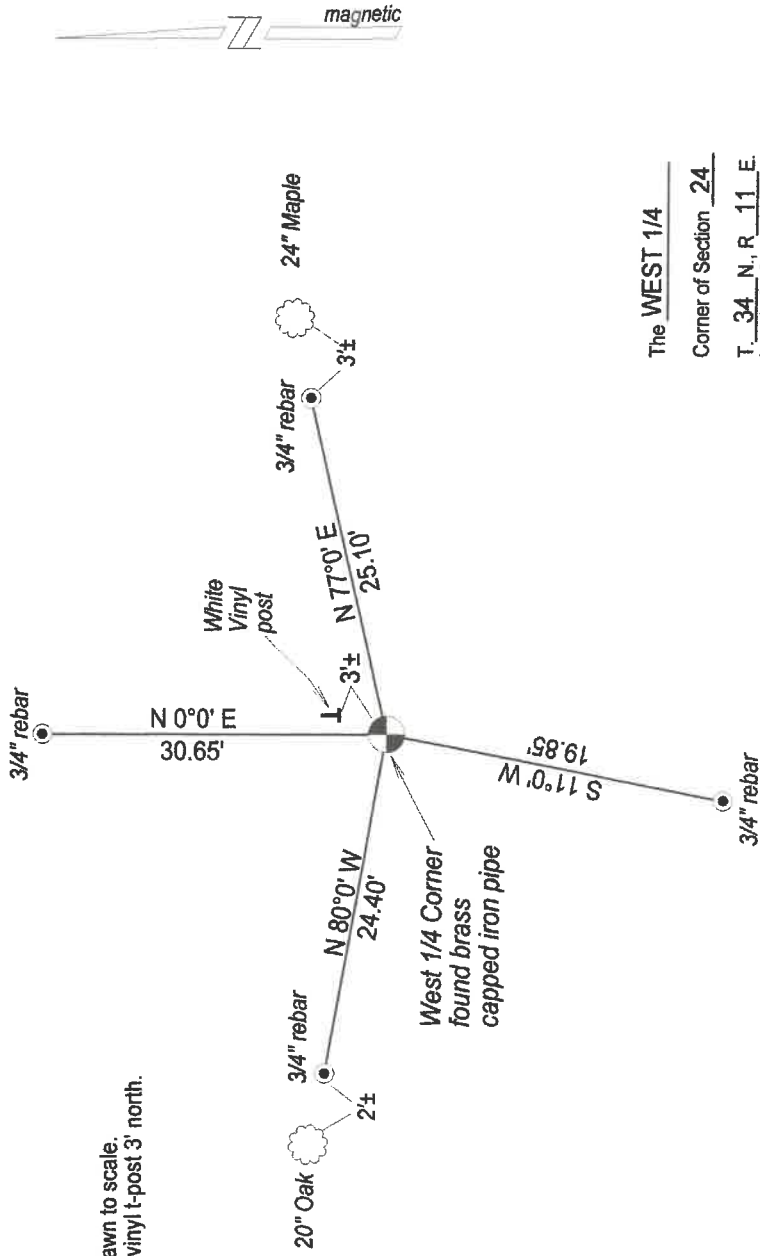 magnetic
awn to scale.
vinyl t-post 3' north.
3/4" rebar
N 0°0.' E
30.65'
White
Vinyl
post
3'±
24" Maple
3/4" rebar
3'±
N 77°0' E
25.10'
20" Oak
3/4" rebar
2'±
N 80°0' W
24.40'
West 1/4 Corner
found brass
capped iron pipe
S 11°0' W
19.85'
3/4" rebar
The WEST 1/4
Corner of Section 24
T. 34 N., R 11 E.